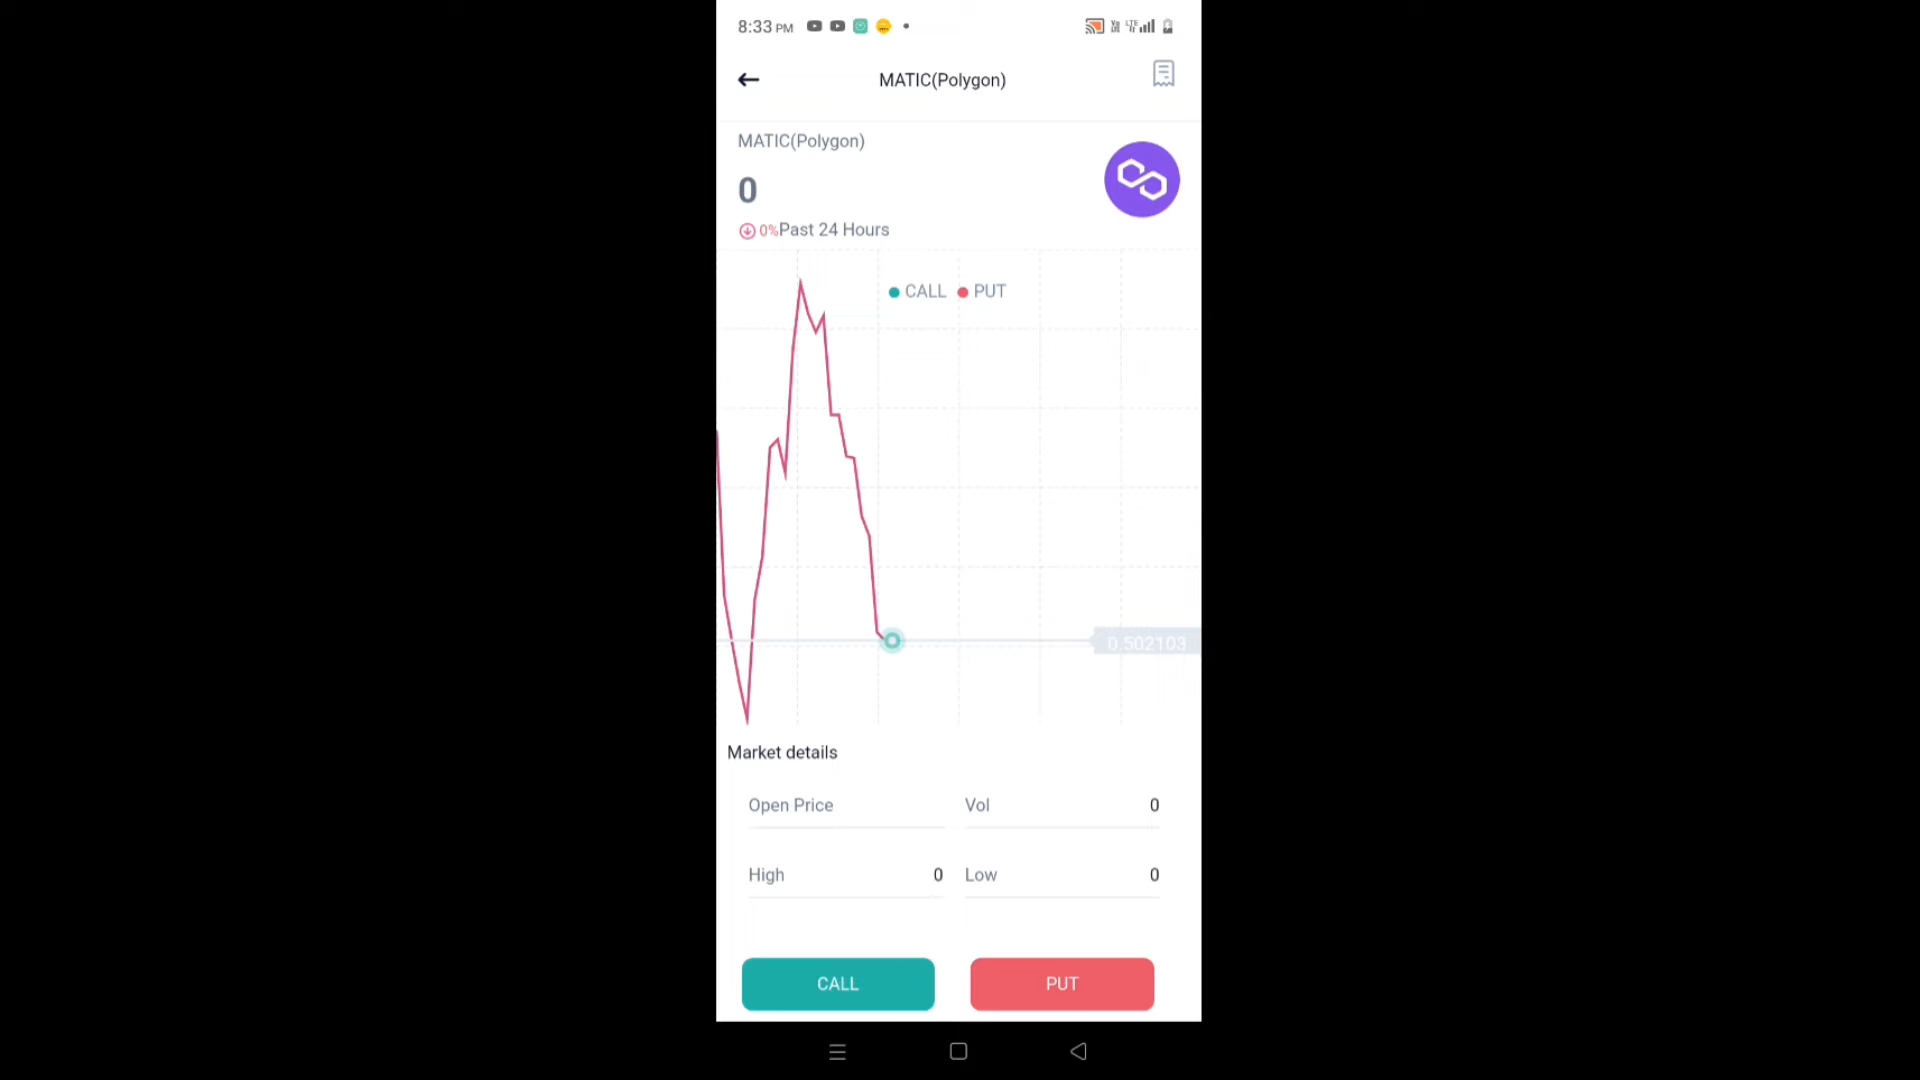 8:33 PM
MATIC(Polygon)
MATIC(Polygon)
0
0%Past 24 Hours
CALL PUT
0.502103
Market details
Open Price Vol 0
High 0 Low 0
CALL PUT